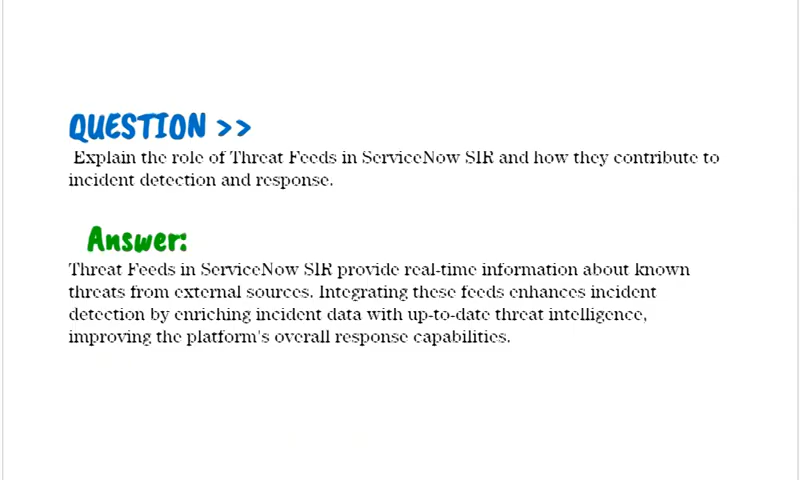 QUESTION >>
Explain the role of Threat Feeds in ServiceNow SIR and how they contribute to
incident detection and response.
Answer:
Threat Feeds in ServiceNow SIR provide real-time information about known
threats from external sources. Integrating these feeds enhances incident
detection by enriching incident data with up-to-date threat intelligence,
improving the platform's overall response capabilities.